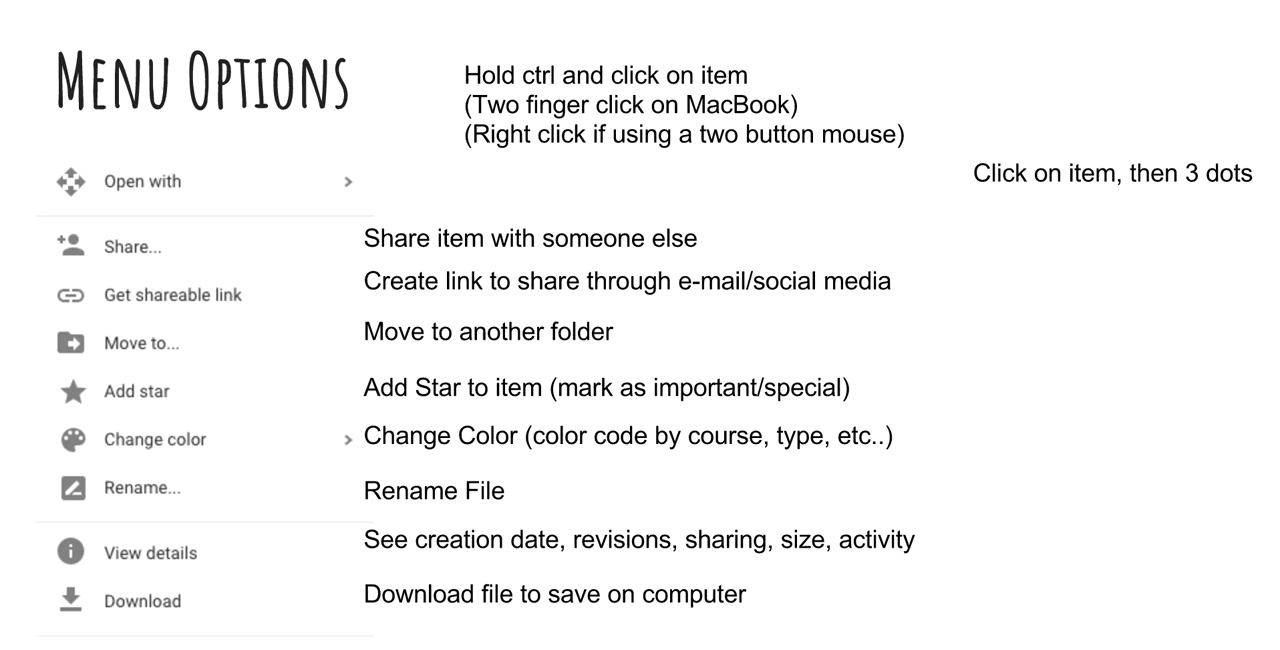 Menu Options
Hold ctrl and click on item
(Two finger click on MacBook)
(Right click if using a two button mouse)
Click on item, then 3 dots
Open with
Share...
Share item with someone else
Get shareable link
Create link to share through e-mail/social media
Move to...
Move to another folder
Add star
Add Star to item (mark as important/special)
Change color
Change Color (color code by course, type, etc..)
Rename...
Rename File
View details
See creation date, revisions, sharing, size, activity
Download
Download file to save on computer